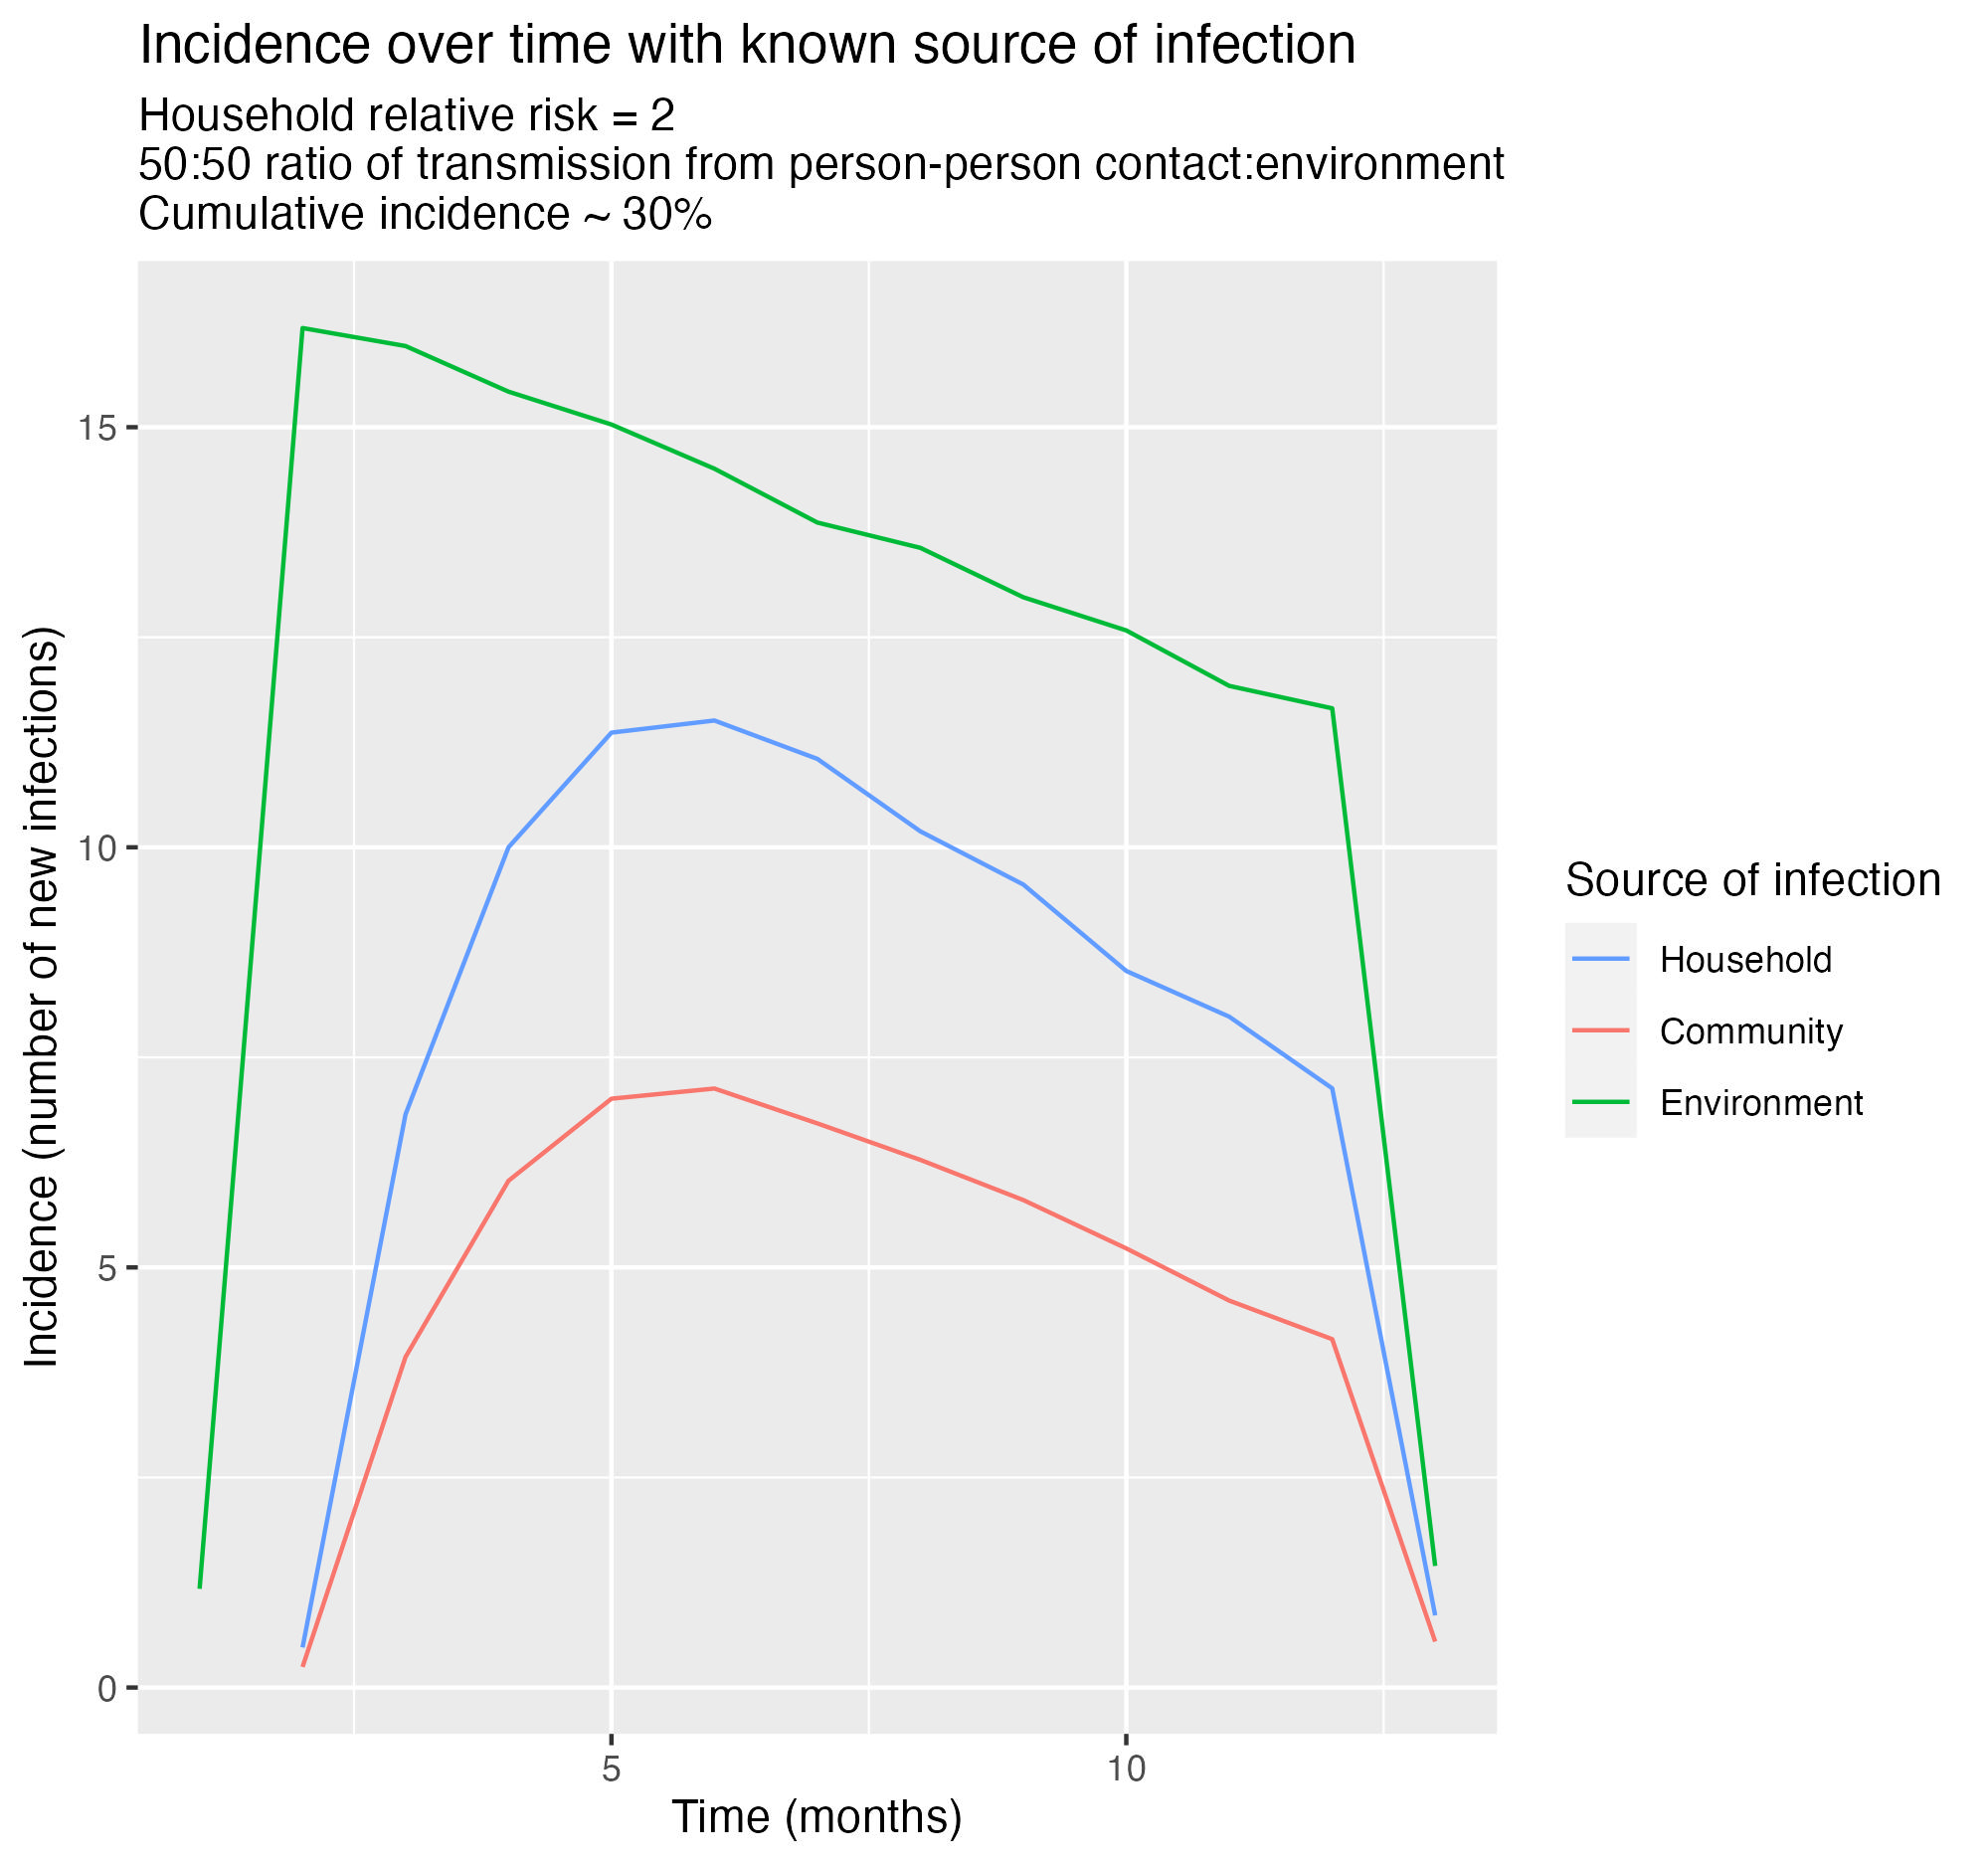 Incidence over time with known source of infection
Household relative risk = 2
50:50 ratio of transmission from person-person contact:environment
Cumulative incidence ~ 30%
Incidence (number of new infections)
15
10
5
0
5
10
Time (months)
Source of infection
Household
Community
Environment